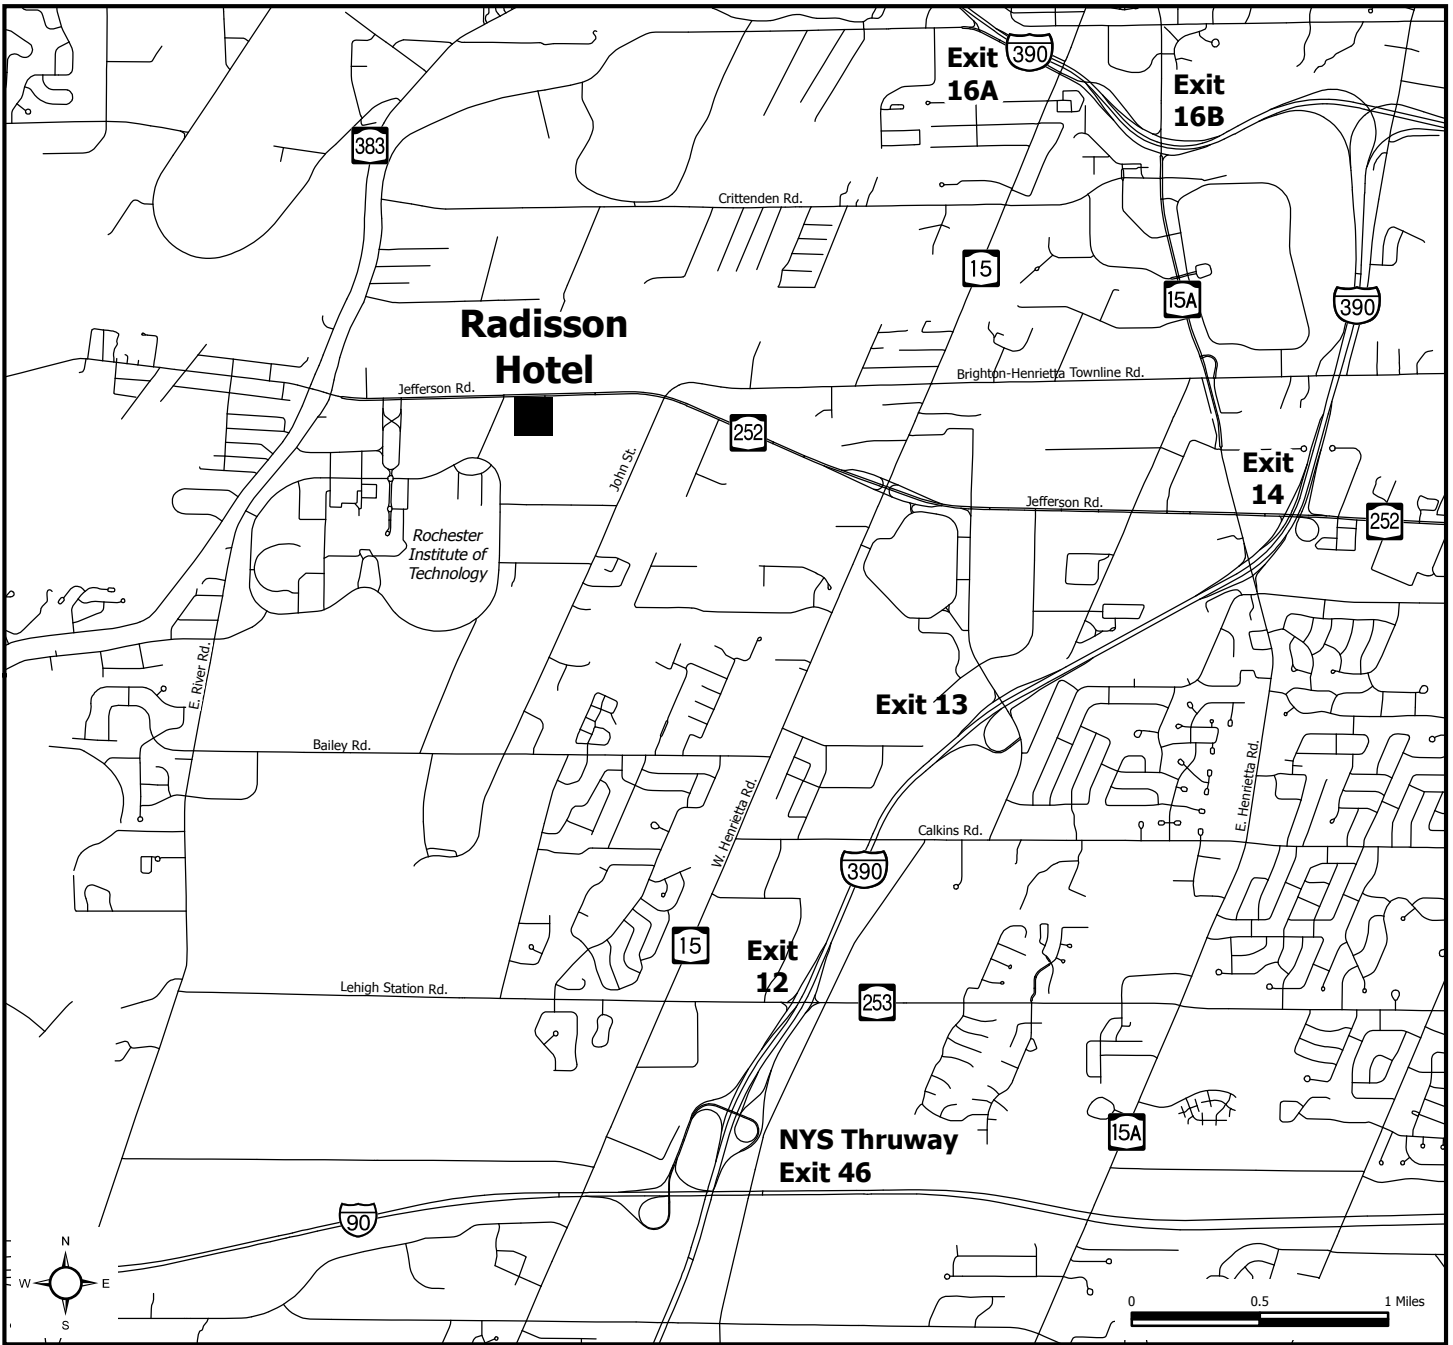 Exit
16A
390
Exit
16B
383
Crittenden Rd.
15
15A
390
Radisson
Hotel
Brighton-Henrietta Townline Rd.
Jefferson Rd.
252
John St.
Exit
14
Jefferson Rd.
252
Rochester
Institute of
Technology
E. River Rd.
Exit 13
Bailey Rd.
W. Henrietta Rd.
E. Henrietta Rd.
Calkins Rd.
390
15
Exit
12
Lehigh Station Rd.
253
15A
NYS Thruway
Exit 46
90
N
W
E
S
0 0.5 1 Miles